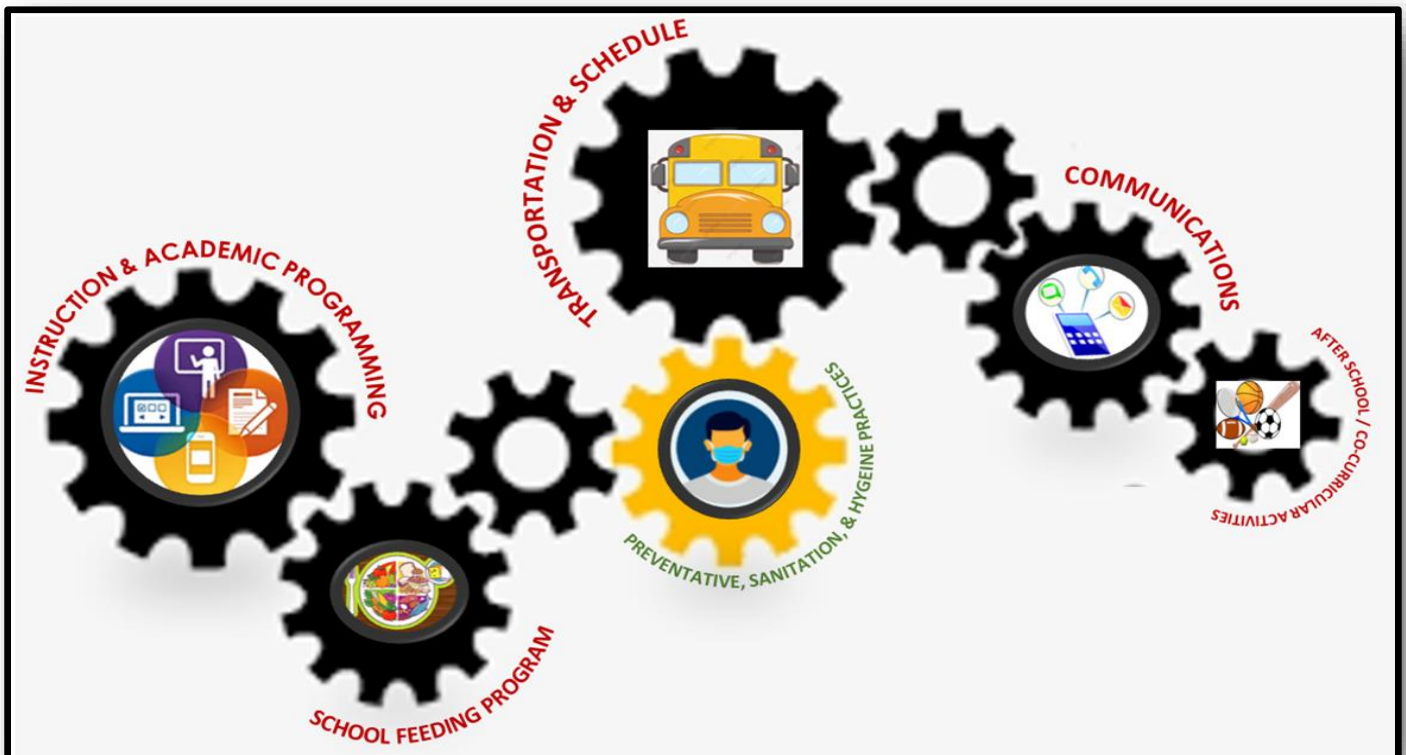 TRANSPORTATION & SCHEDULE
COMMUNICATIONS
INSTRUCTION & ACADEMIC PROGRAMMING
AFTER SCHOOL / CO-CURRICULAR ACTIVITIES
PREVENTATIVE, SANITATION, & HYGEINE PRACTICES
SCHOOL FEEDING PROGRAM